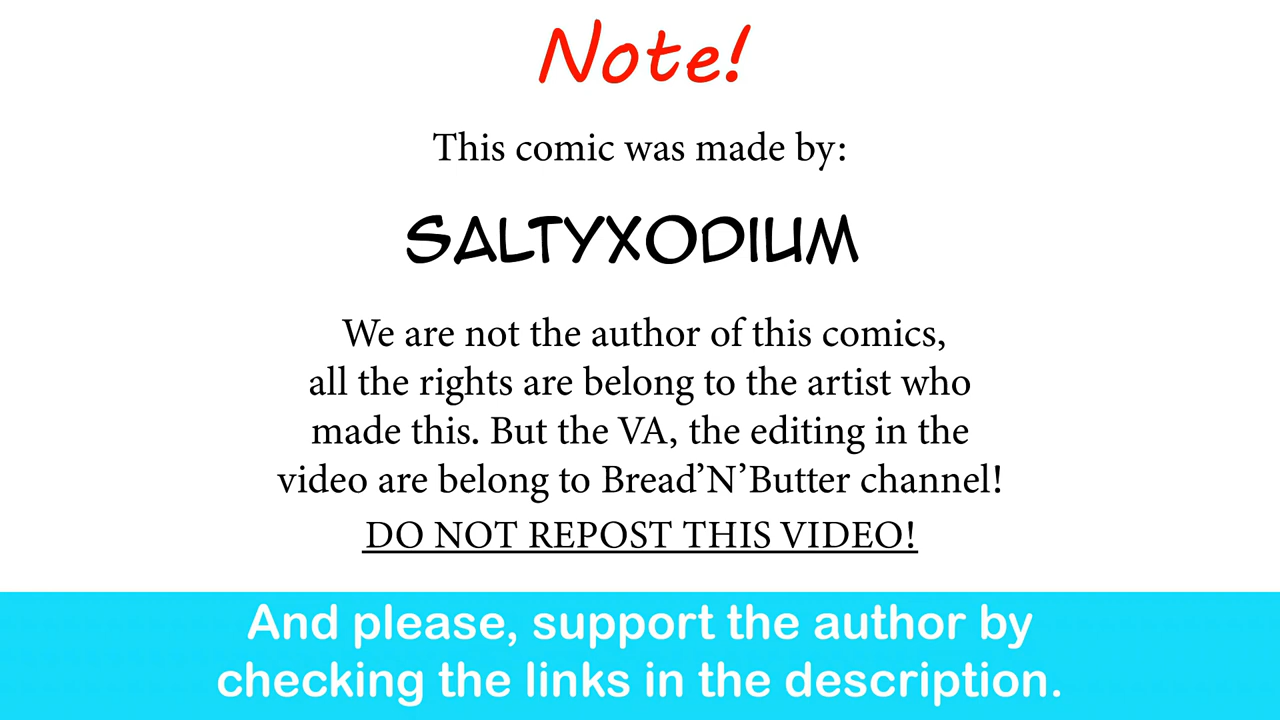 Note!
This comic was made by:
SALTYXODIUM
We are not the author of this comics,
all the rights are belong to the artist who
made this. But the VA, the editing in the
video are belong to Bread’N’Butter channel!
DO NOT REPOST THIS VIDEO!
And please, support the author by
checking the links in the description.